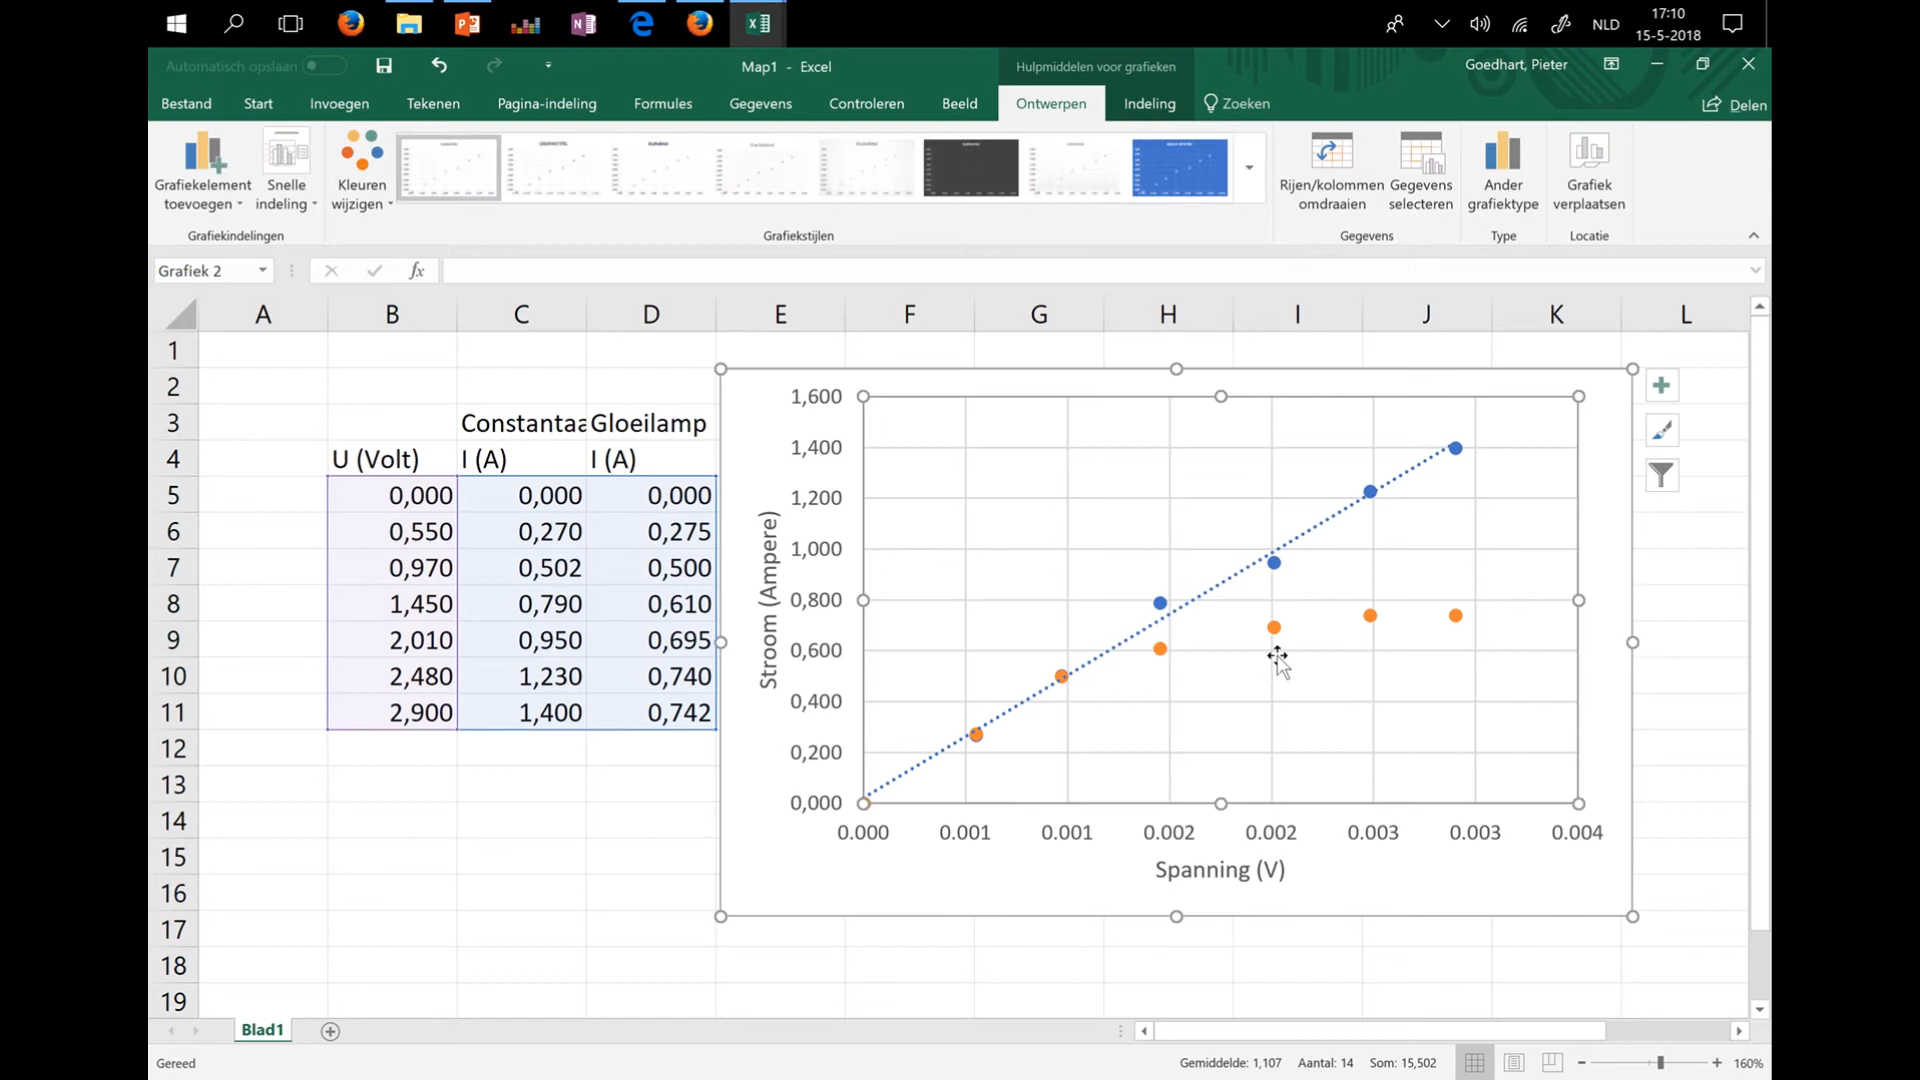 NLD
17:10
15-5-2018
Automatisch opslaan
Map1 - Excel
Hulpmiddelen voor grafieken
Goedhart, Pieter
Bestand Start Invoegen Tekenen Pagina-indeling Formules Gegevens Controleren Beeld Ontwerpen Indeling Zoeken Delen
Grafiekelement toevoegen
Snelle indeling
Kleuren wijzigen
Rijen/kolommen omdraaien
Gegevens selecteren
Ander grafiektype
Grafiek verplaatsen
Grafiekindelingen Grafiekstijlen Gegevens Type Locatie
Grafiek 2 fx
A B C D E F G H I J K L
1
2
3 Constantaa Gloeilamp
4 U (Volt) I (A) I (A)
5 0,000 0,000 0,000
6 0,550 0,270 0,275
7 0,970 0,502 0,500
8 1,450 0,790 0,610
9 2,010 0,950 0,695
10 2,480 1,230 0,740
11 2,900 1,400 0,742
12
13
14
15
16
17
18
19
1,600
1,400
1,200
1,000
0,800
0,600
0,400
0,200
0,000
Stroom (Ampere)
0.000 0.001 0.001 0.002 0.002 0.003 0.003 0.004
Spanning (V)
Blad1
Gereed
Gemiddelde: 1,107 Aantal: 14 Som: 15,502 160%